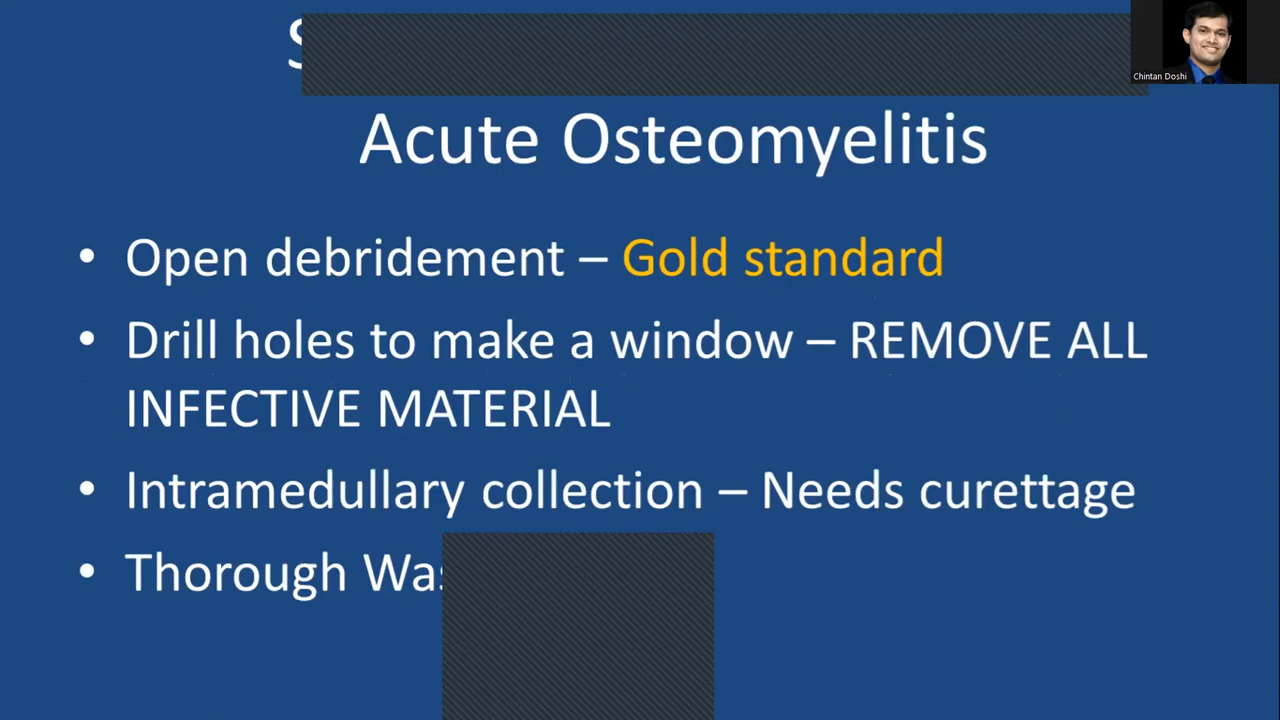 Chintan Doshi
Acute Osteomyelitis
• Open debridement – Gold standard
• Drill holes to make a window – REMOVE ALL
INFECTIVE MATERIAL
• Intramedullary collection – Needs curettage
• Thorough